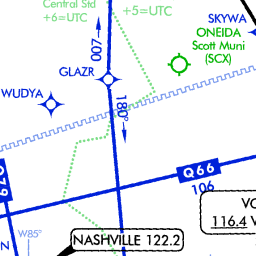 Central Std
+6=UTC
+5=UTC
SKYWA
ONEIDA
Scott Muni
(SCX)
007
GLAZR
WUDYA
180°
Q66
106
W85°
NASHVILLE 122.2
116.4